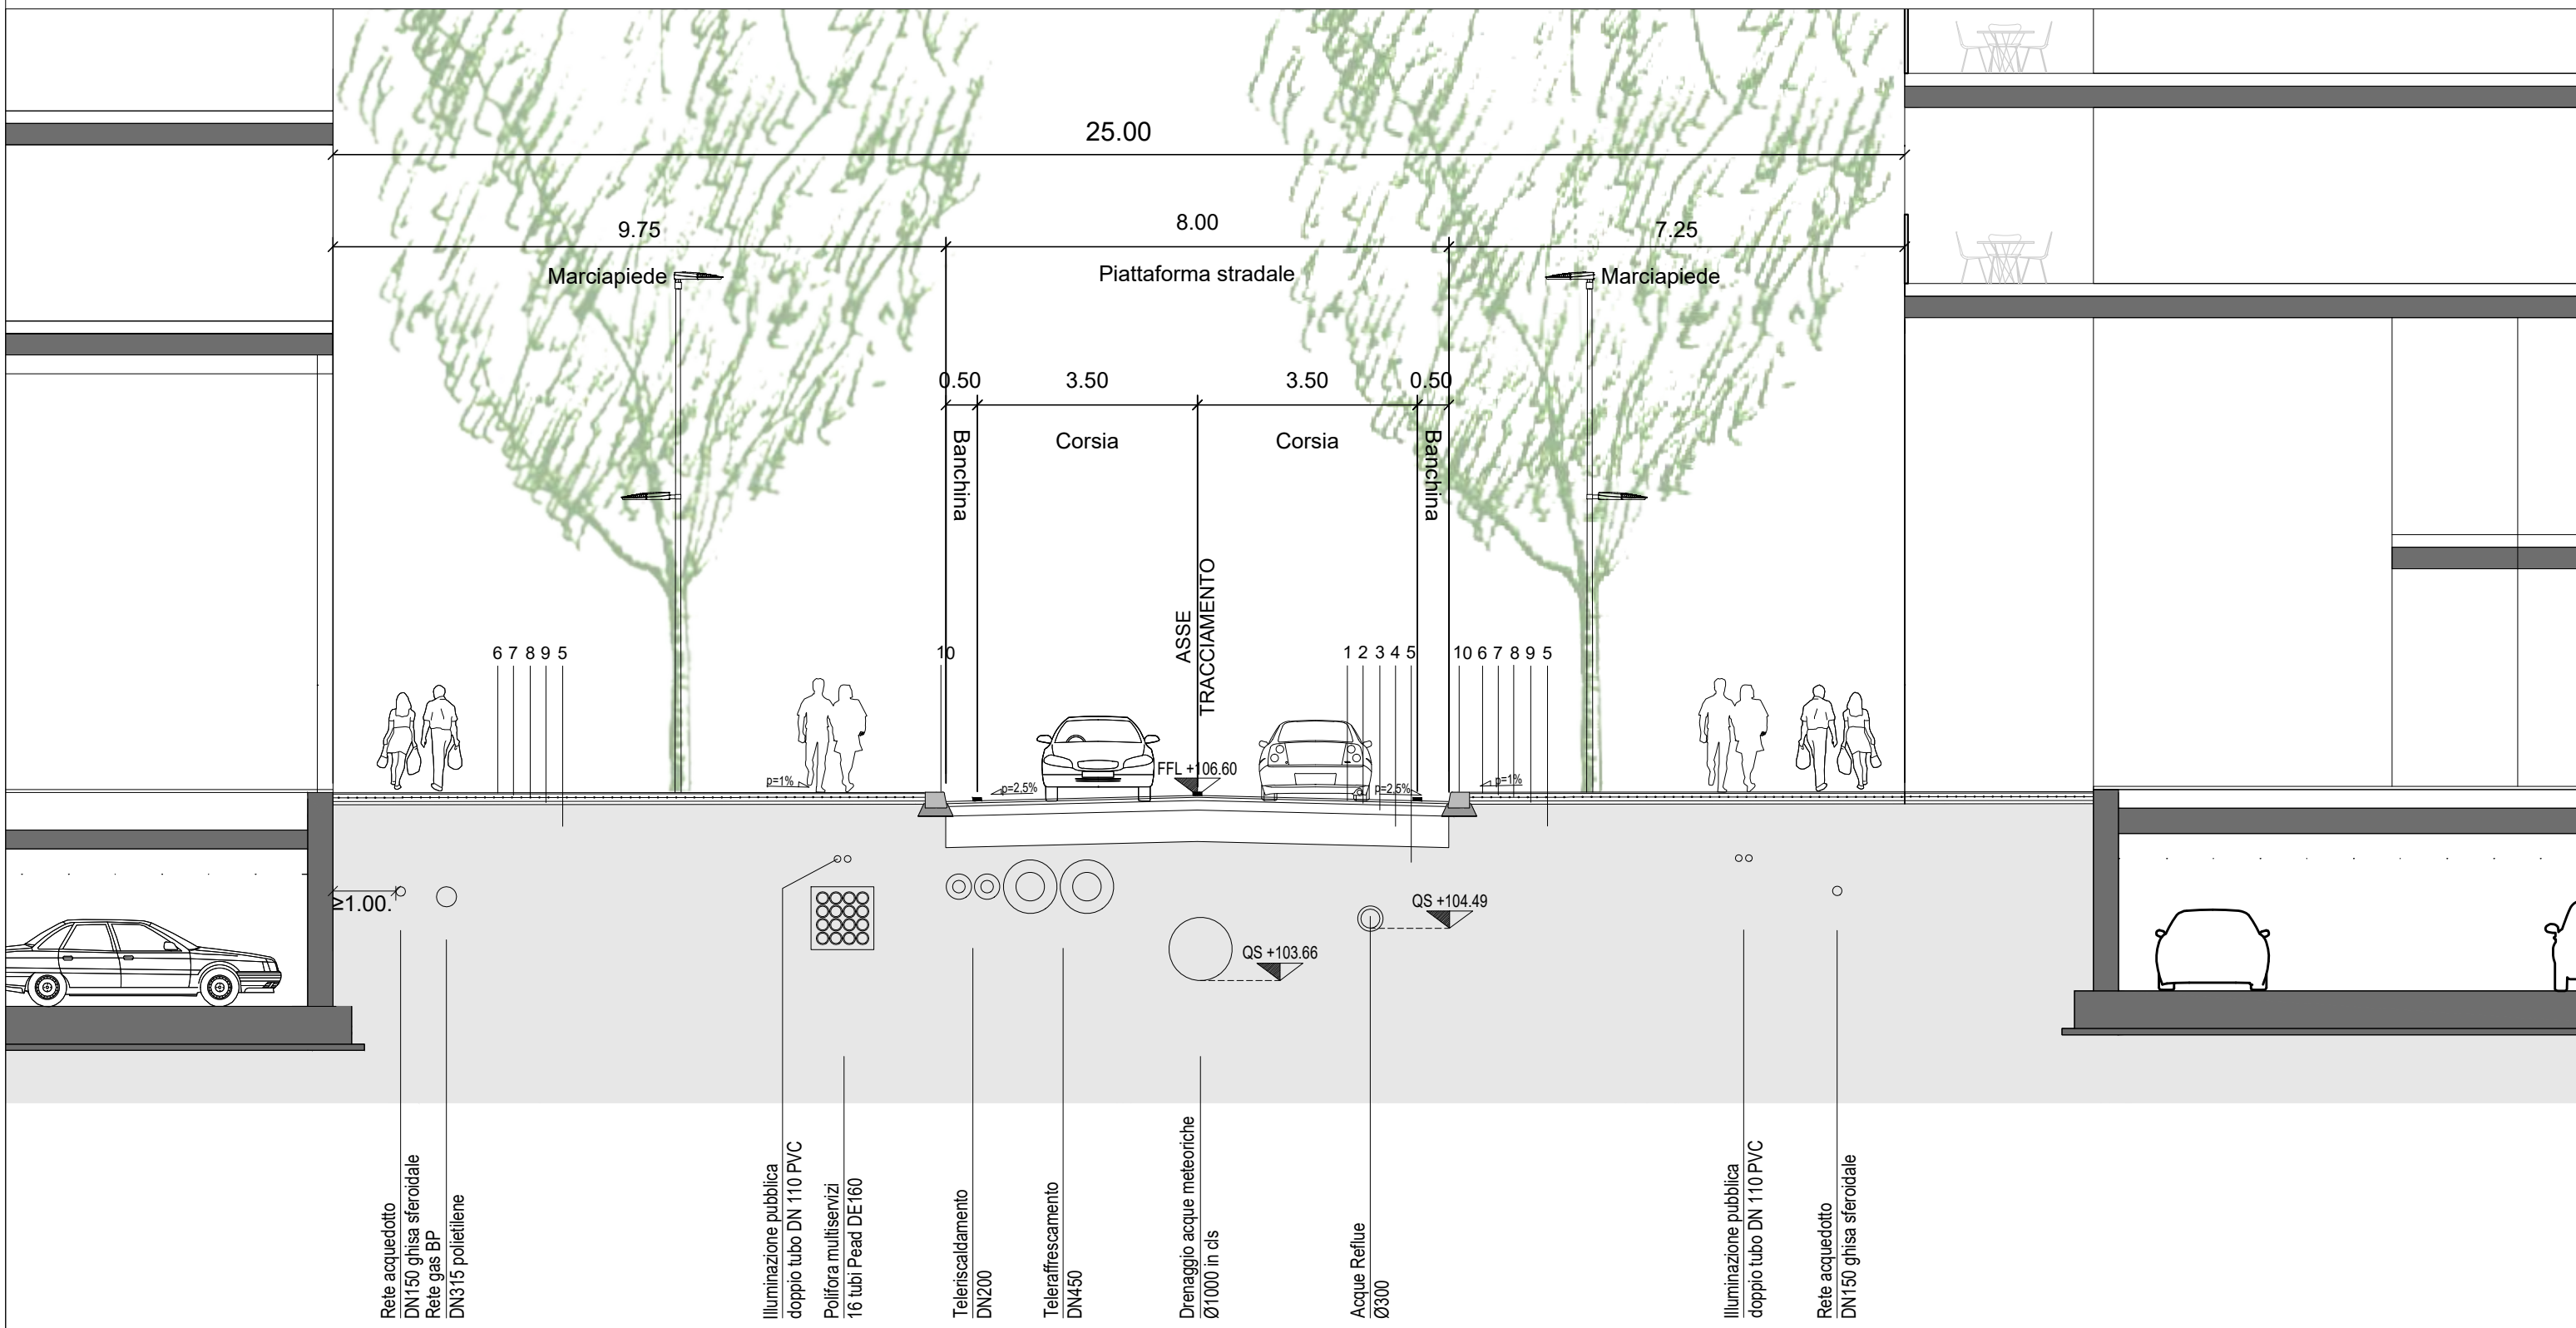 25.00
9.75
8.00
7.25
Marciapiede
Piattaforma stradale
Marciapiede
0.50
3.50
3.50
0.50
Banchina
Corsia
Corsia
Banchina
ASSE
TRACCIAMENTO
6 7 8 9 5
10
1 2 3 4 5
10 6 7 8 9 5
p=1%
p=2,5%
FFL +106.60
p=2,5%
p=1%
≥1.00.
QS +104.49
QS +103.66
Rete acquedotto
DN150 ghisa sferoidale
Rete gas BP
DN315 polietilene
Illuminazione pubblica
doppio tubo DN 110 PVC
Polifora multiservizi
16 tubi Pead DE160
Teleriscaldamento
DN200
Teleraffrescamento
DN450
Drenaggio acque meteoriche
Ø1000 in cls
Acque Reflue
Ø300
Illuminazione pubblica
doppio tubo DN 110 PVC
Rete acquedotto
DN150 ghisa sferoidale